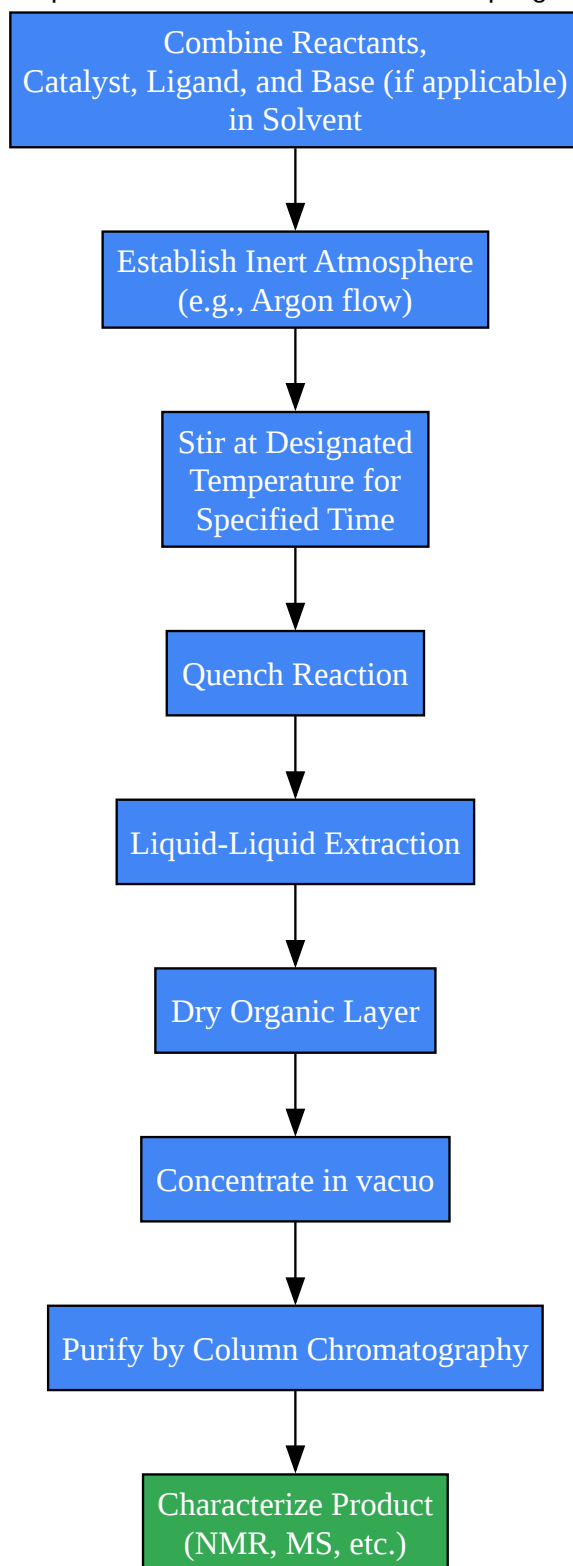 Combine Reactants,
Catalyst, Ligand, and Base (if applicable)
in Solvent
Establish Inert Atmosphere
(e.g., Argon flow)
Stir at Designated
Temperature for
Specified Time
Quench Reaction
Liquid-Liquid Extraction
Dry Organic Layer
Concentrate in vacuo
Purify by Column Chromatography
Characterize Product
(NMR, MS, etc.)